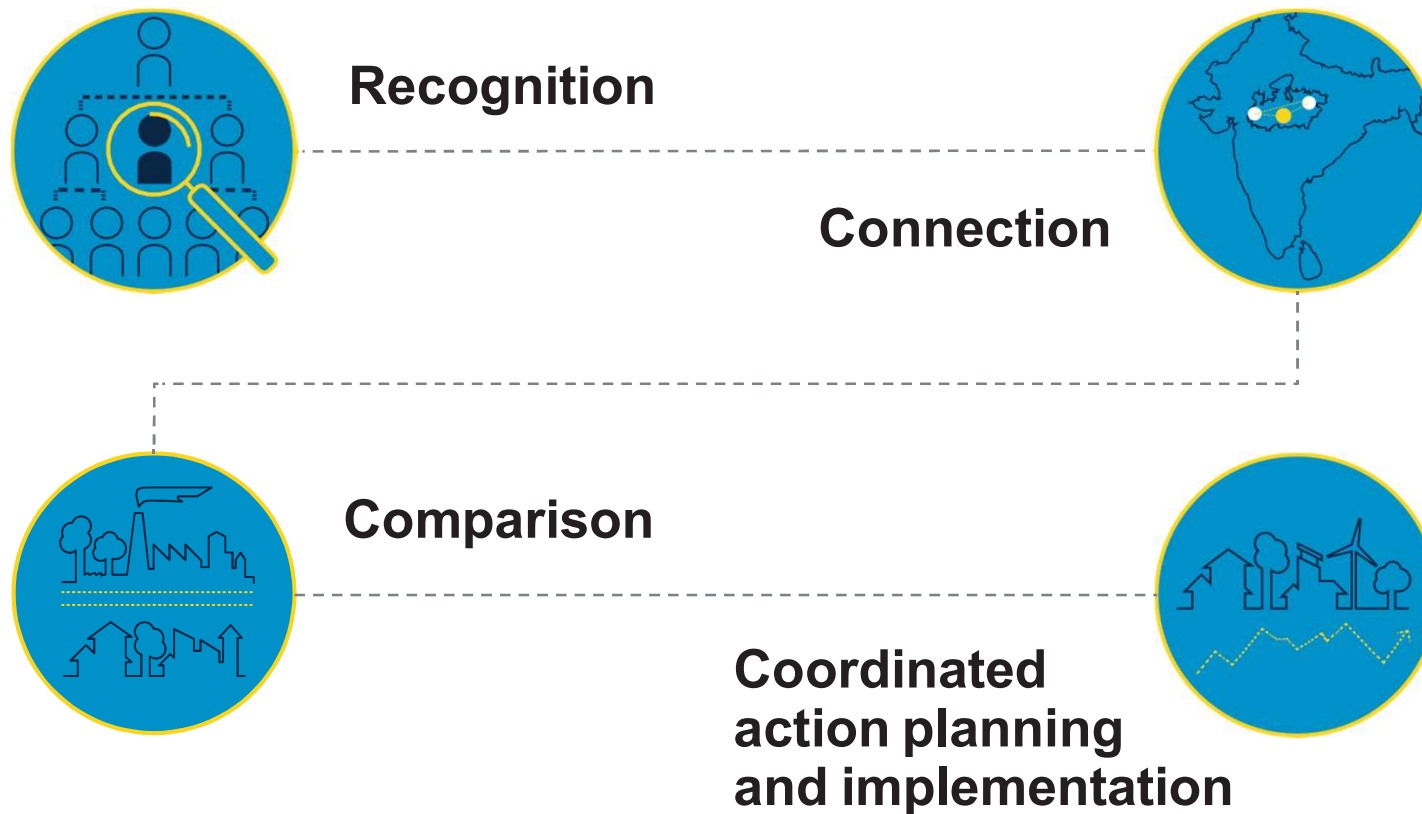 Recognition
Connection
Comparison
Coordinated
action planning
and implementation